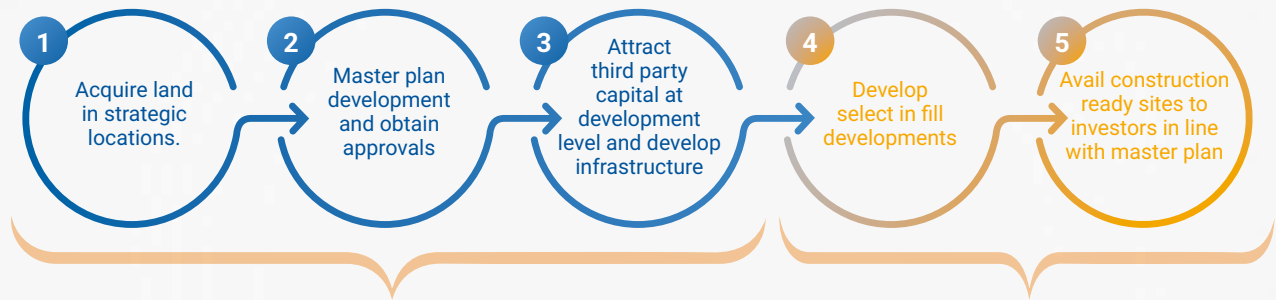 1
Acquire land
in strategic
locations.
2
Master plan
development
and obtain
approvals
3
Attract
third party
capital at
development
level and develop
infrastructure
4
Develop
select in fill
developments
5
Avail construction
ready sites to
investors in line
with master plan